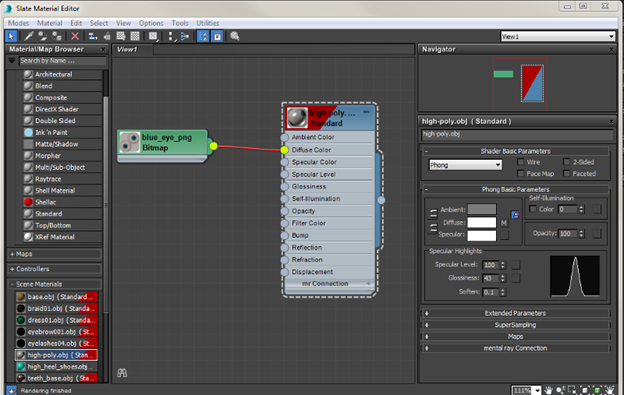 Slate Material Editor
Modes Material Edit Select View Options Tools Utilities
View1
Material/Map Browser
Search by Name ...
Architectural
Blend
Composite
DirectX Shader
Double Sided
Ink 'n Paint
Matte/Shadow
Morpher
Multi/Sub-Object
Raytrace
Shell Material
Shellac
Standard
Top/Bottom
XRef Material
+ Maps
+ Controllers
- Scene Materials
base.obj (Standard...
braid01.obj (Stand...
dress01.obj (Stan...
eyebrow001.obj (...
eyelashes04.obj (...
high-poly.obj ( Stan...
high_heel_shoes.obj...
teeth_base.obj (Sta...
Rendering finished
View1
blue_eye_png
Bitmap
high-poly. ...
Standard
Ambient Color
Diffuse Color
Specular Color
Specular Level
Glossiness
Self-Illumination
Opacity
Filter Color
Bump
Reflection
Refraction
Displacement
mr Connection +
Navigator
high-poly.obj ( Standard )
high-poly.obj
- Shader Basic Parameters
Phong
Wire 2-Sided
Face Map Faceted
- Phong Basic Parameters
Self-Illumination
Ambient: Color 0
Diffuse: M
Specular: Opacity: 100
Specular Highlights
Specular Level: 100
Glossiness: 43
Soften: 0.1
+ Extended Parameters
+ SuperSampling
+ Maps
+ mental ray Connection
111%